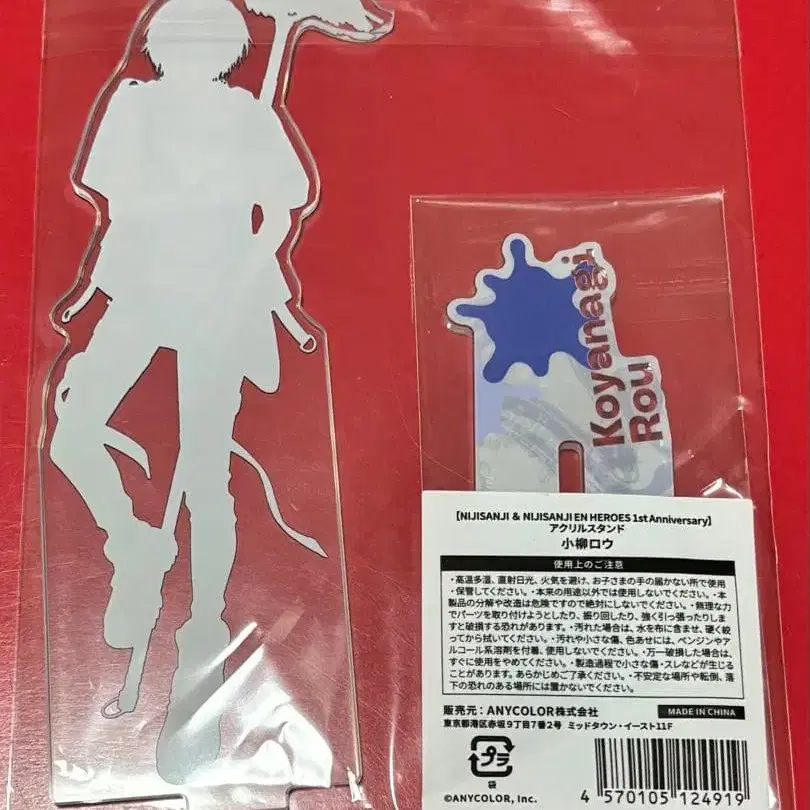 Koyanagi
Rou
【NIJISANJI & NIJISANJI EN HEROES 1st Anniversary】
アクリルスタンド
小柳ロウ
使用上のご注意
・高温多湿、直射日光、火気を避け、お子さまの手の届かない所で使用
・保管してください。・本来の用途以外では使用しないでください。・本
製品の分解や改造は危険ですので絶対にしないでください。・無理な力
でパーツを取り付けようとしたり、振り回したり、強く引っ張ったりしま
すと破損する恐れがあります。・汚れた場合は、水を布に含ませ、硬く絞
ってから拭いてください。・汚れや小さな傷、色あせには、ベンジンやア
ルコール系溶剤を付着、使用しないでください。・万一破損した場合は、
すぐに使用をやめてください。・製造過程で小さな傷・スレなどが生じる
ことがあります。あらかじめご了承ください。・不安定な場所や転倒、落
下の恐れのある場所には置かないでください。
販売元：ANYCOLOR株式会社
MADE IN CHINA
東京都港区赤坂9丁目7番2号 ミッドタウン・イースト11F
プラ
袋
©ANYCOLOR, Inc.
4 570105 124919